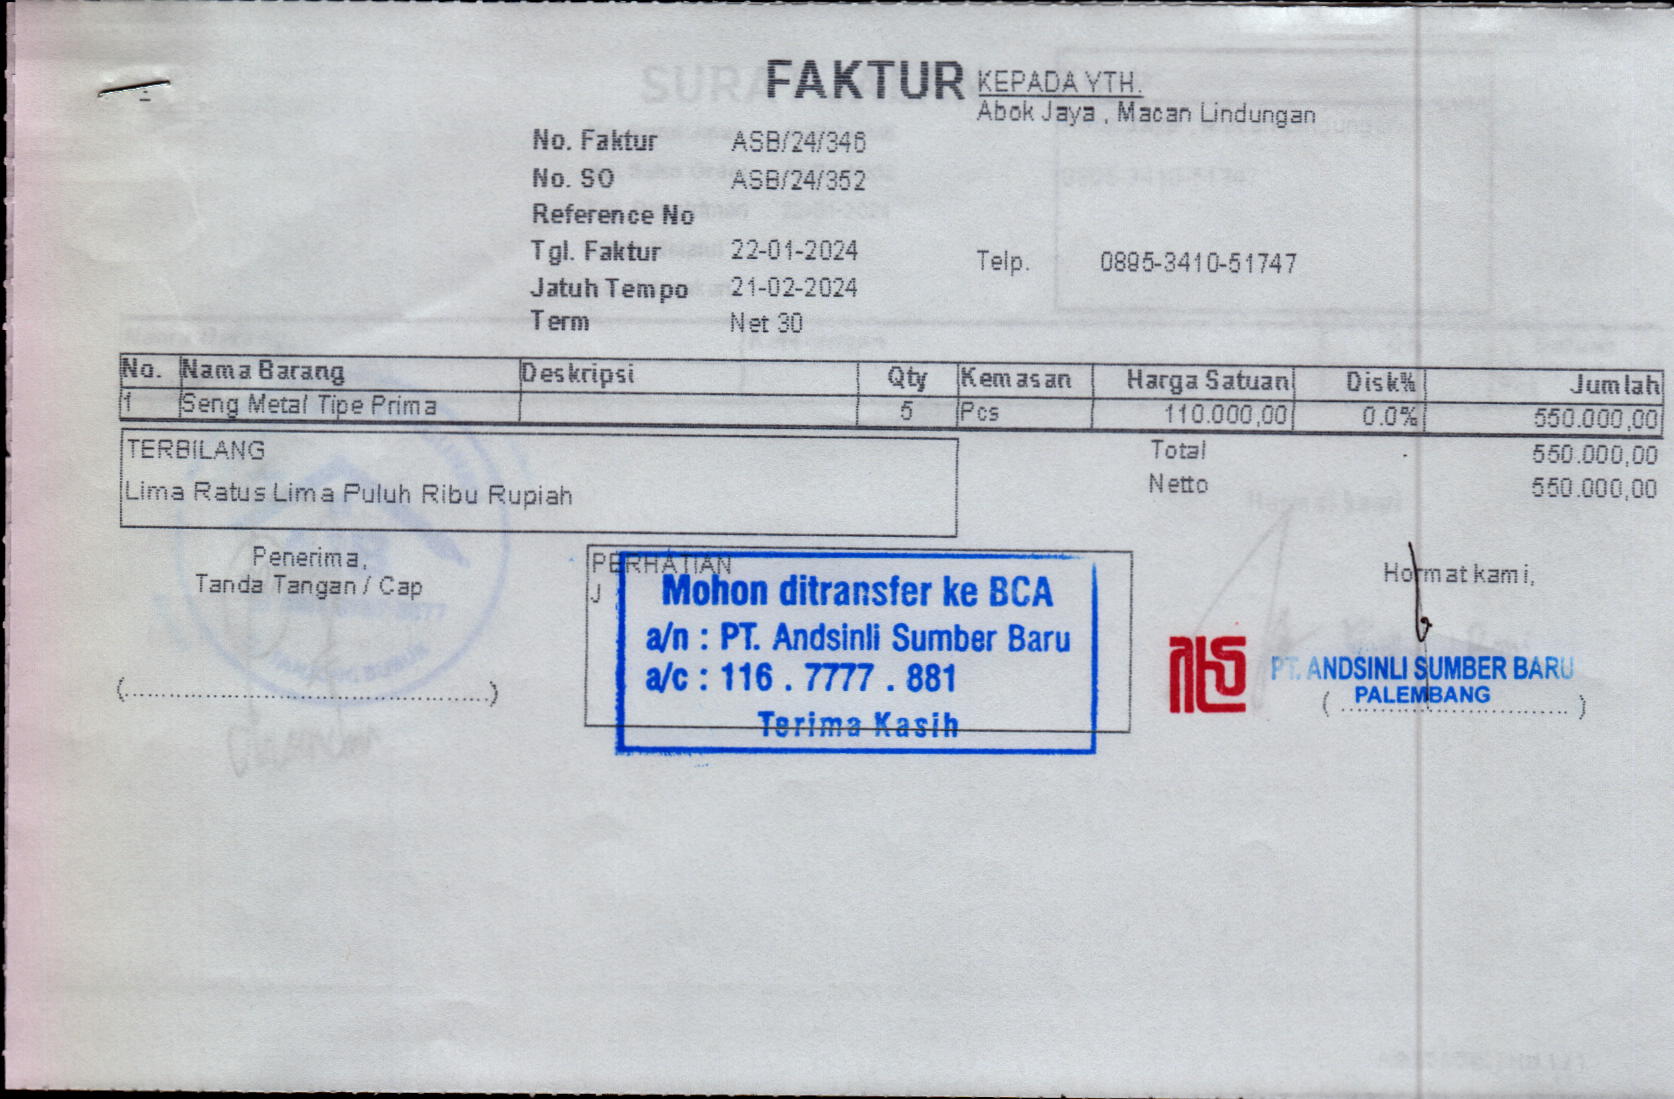 FAKTUR
KEPADA YTH.
Abok Jaya , Macan Lindungan
No. Faktur ASB/24/346
No. SO ASB/24/352
Reference No
Tgl. Faktur 22-01-2024
Telp. 0895-3410-51747
Jatuh Tempo 21-02-2024
Term Net 30
No. Nama Barang Deskripsi Qty Kemasan Harga Satuan Disk% Jumlah
1 Seng Metal Tipe Prima 5 Pcs 110.000,00 0.0% 550.000,00
TERBILANG
Lima Ratus Lima Puluh Ribu Rupiah
Total 550.000,00
Netto 550.000,00
Penerima,
Tanda Tangan / Cap
(..............................................)
PERHATIAN
J
Mohon ditransfer ke BCA
a/n : PT. Andsinli Sumber Baru
a/c : 116 . 7777 . 881
Terima Kasih
Hormat kami,
PT. ANDSINLI SUMBER BARU
PALEMBANG
( .................................... )